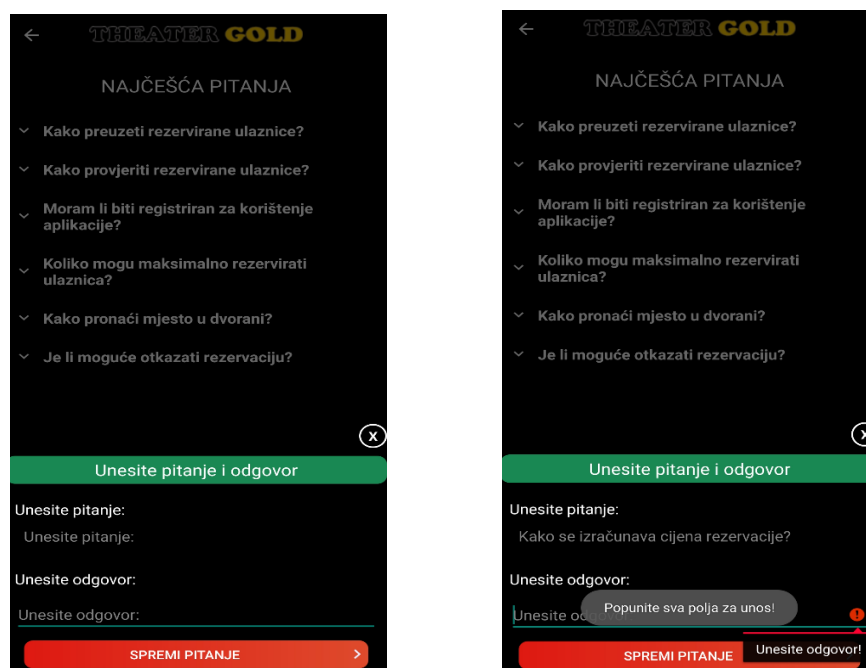 THEATER GOLD
NAJČEŠĆA PITANJA
Kako preuzeti rezervirane ulaznice?
Kako provjeriti rezervirane ulaznice?
Moram li biti registriran za korištenje
aplikacije?
Koliko mogu maksimalno rezervirati
ulaznica?
Kako pronaći mjesto u dvorani?
Je li moguće otkazati rezervaciju?
X
Unesite pitanje i odgovor
Unesite pitanje:
Unesite pitanje:
Unesite odgovor:
Unesite odgovor:
SPREMI PITANJE
THEATER GOLD
NAJČEŠĆA PITANJA
Kako preuzeti rezervirane ulaznice?
Kako provjeriti rezervirane ulaznice?
Moram li biti registriran za korištenje
aplikacije?
Koliko mogu maksimalno rezervirati
ulaznica?
Kako pronaći mjesto u dvorani?
Je li moguće otkazati rezervaciju?
X
Unesite pitanje i odgovor
Unesite pitanje:
Kako se izračunava cijena rezervacije?
Unesite odgovor:
Unesite
Popunite sva polja za unos!
SPREMI PITANJE
Unesite odgovor!